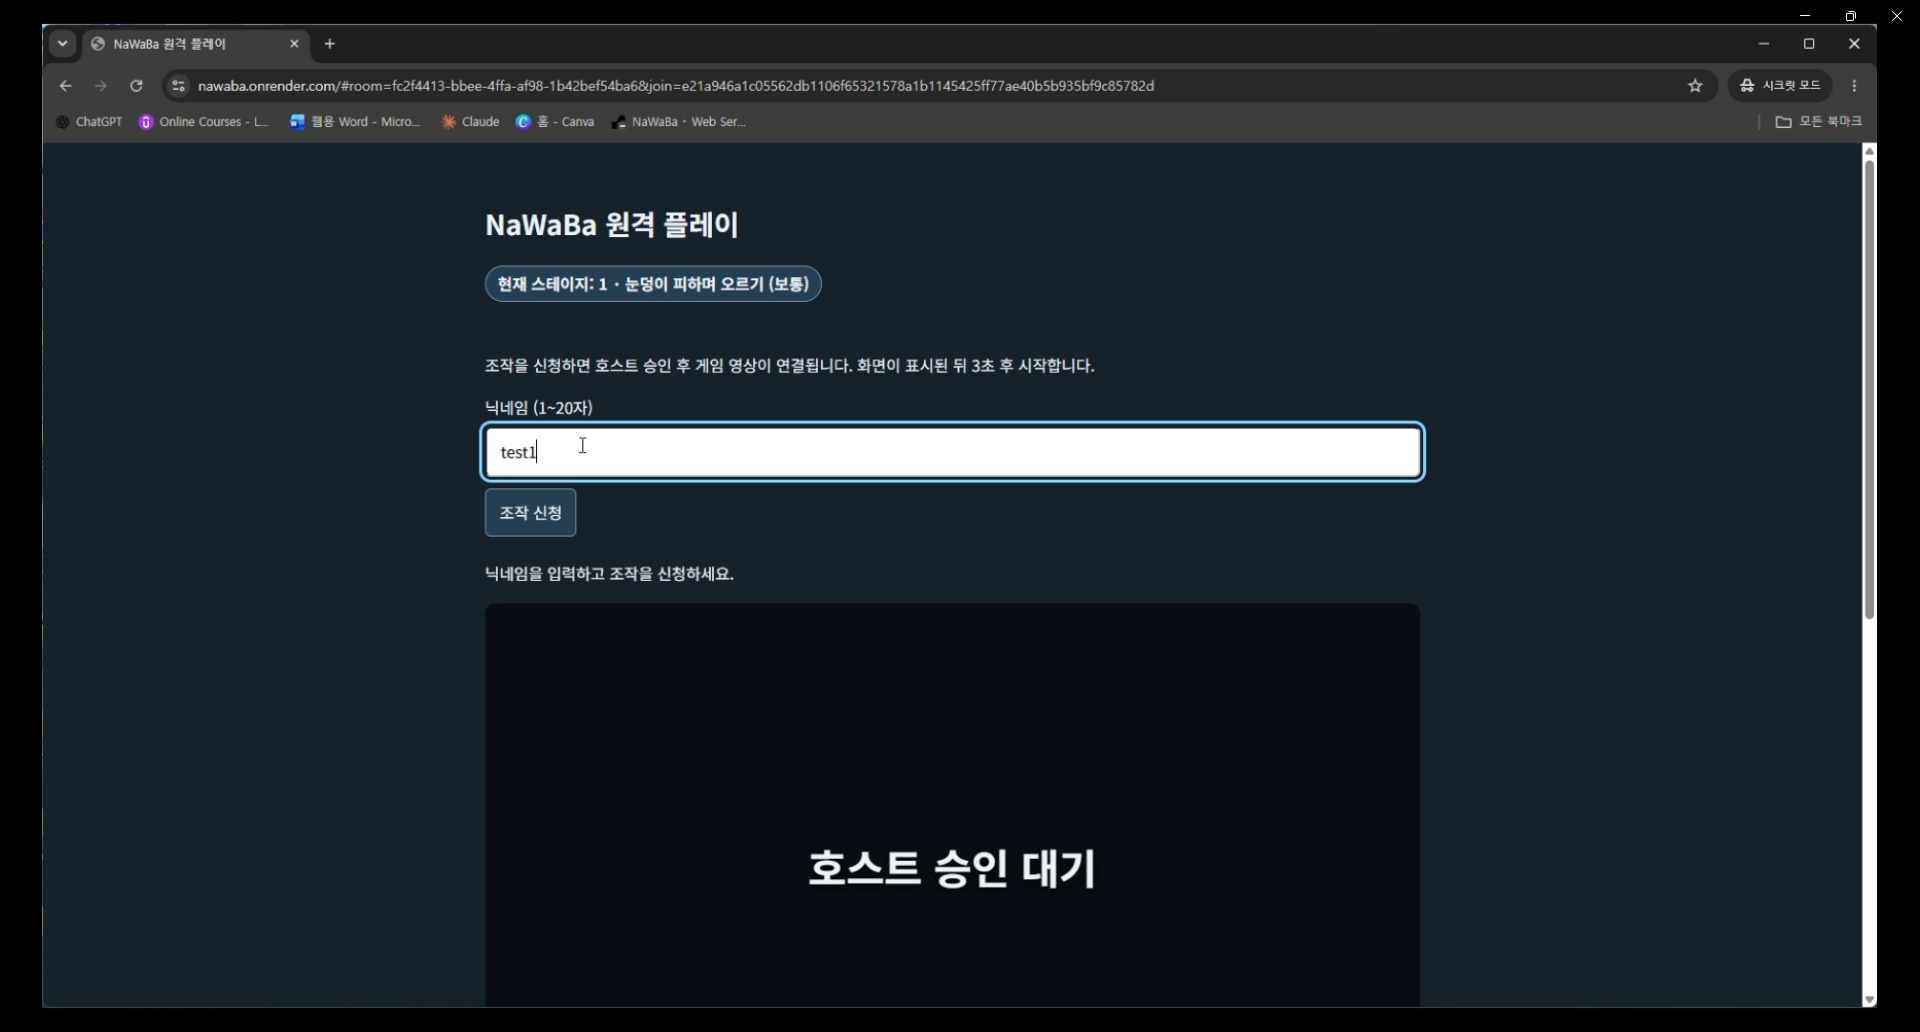 NaWaBa 원격 플레이
nawaba.onrender.com/#room=fc2f4413-bbee-4ffa-af98-1b42bef54ba6&join=e21a946a1c05562db1106f65321578a1b1145425ff77ae40b5b935bf9c85782d
시크릿 모드
ChatGPT
Online Courses - L...
웹용 Word - Micro...
Claude
홈 - Canva
NaWaBa · Web Ser...
모든 북마크
NaWaBa 원격 플레이
현재 스테이지: 1 · 눈덩이 피하며 오르기 (보통)
조작을 신청하면 호스트 승인 후 게임 영상이 연결됩니다. 화면이 표시된 뒤 3초 후 시작합니다.
닉네임 (1~20자)
test1
조작 신청
닉네임을 입력하고 조작을 신청하세요.
호스트 승인 대기